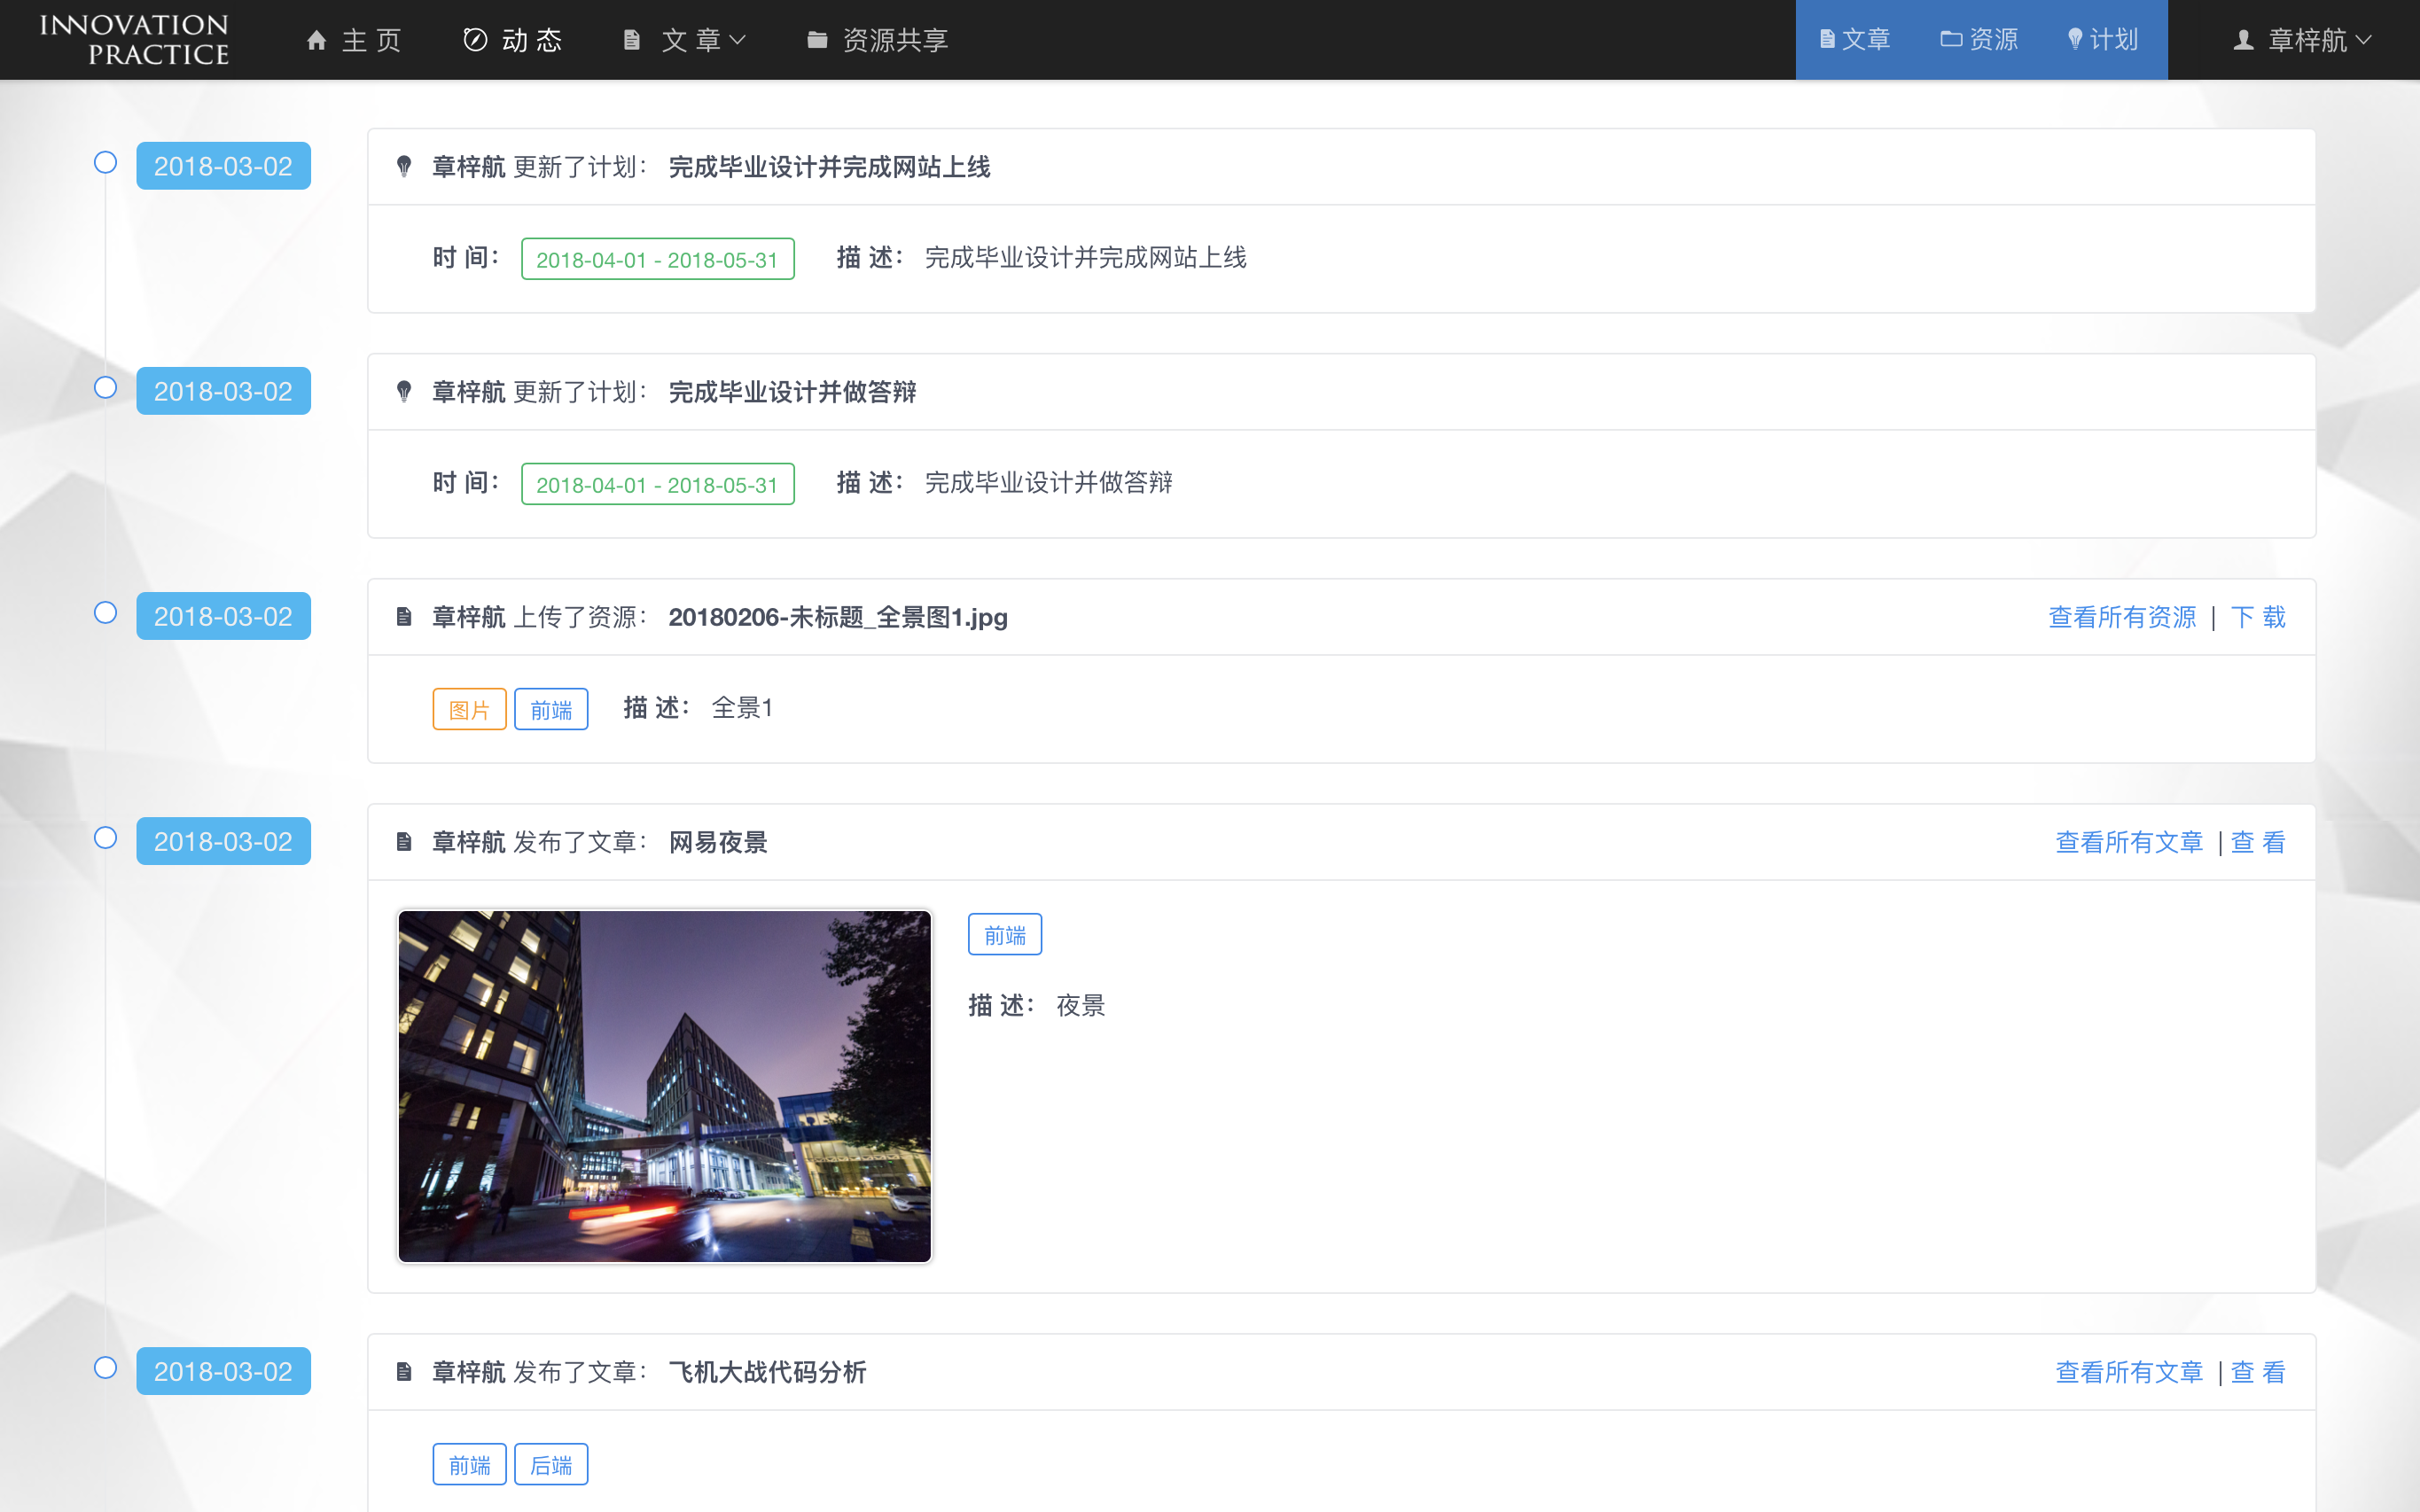 INNOVATION
PRACTICE
主 页
动 态
文 章
资源共享
文章
资源
计划
章梓航
2018-03-02
章梓航 更新了计划： 完成毕业设计并完成网站上线
时 间： 2018-04-01 - 2018-05-31 描 述： 完成毕业设计并完成网站上线
2018-03-02
章梓航 更新了计划： 完成毕业设计并做答辩
时 间： 2018-04-01 - 2018-05-31 描 述： 完成毕业设计并做答辩
2018-03-02
章梓航 上传了资源： 20180206-未标题_全景图1.jpg
查看所有资源 | 下 载
图片 前端 描 述： 全景1
2018-03-02
章梓航 发布了文章： 网易夜景
查看所有文章 | 查 看
前端
描 述： 夜景
2018-03-02
章梓航 发布了文章： 飞机大战代码分析
查看所有文章 | 查 看
前端 后端